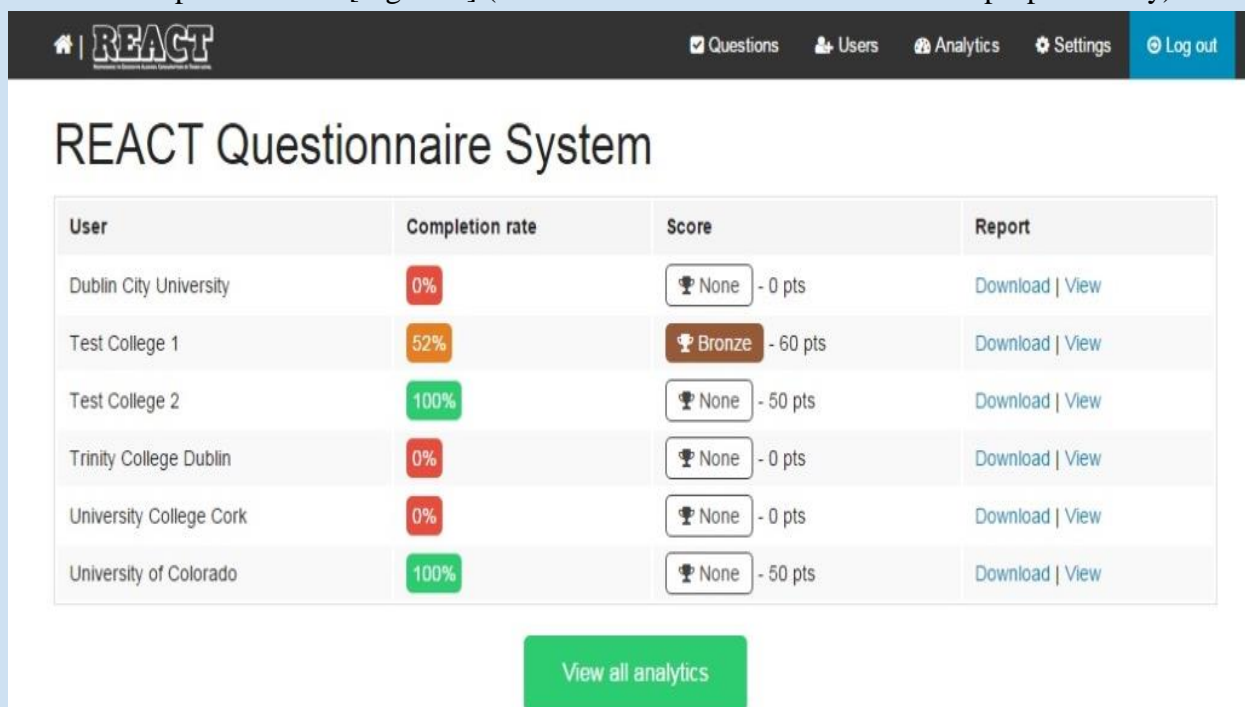 REACT
Questions Users Analytics Settings Log out
REACT Questionnaire System
User Completion rate Score Report
Dublin City University 0% None - 0 pts Download | View
Test College 1 52% Bronze - 60 pts Download | View
Test College 2 100% None - 50 pts Download | View
Trinity College Dublin 0% None - 0 pts Download | View
University College Cork 0% None - 0 pts Download | View
University of Colorado 100% None - 50 pts Download | View
View all analytics